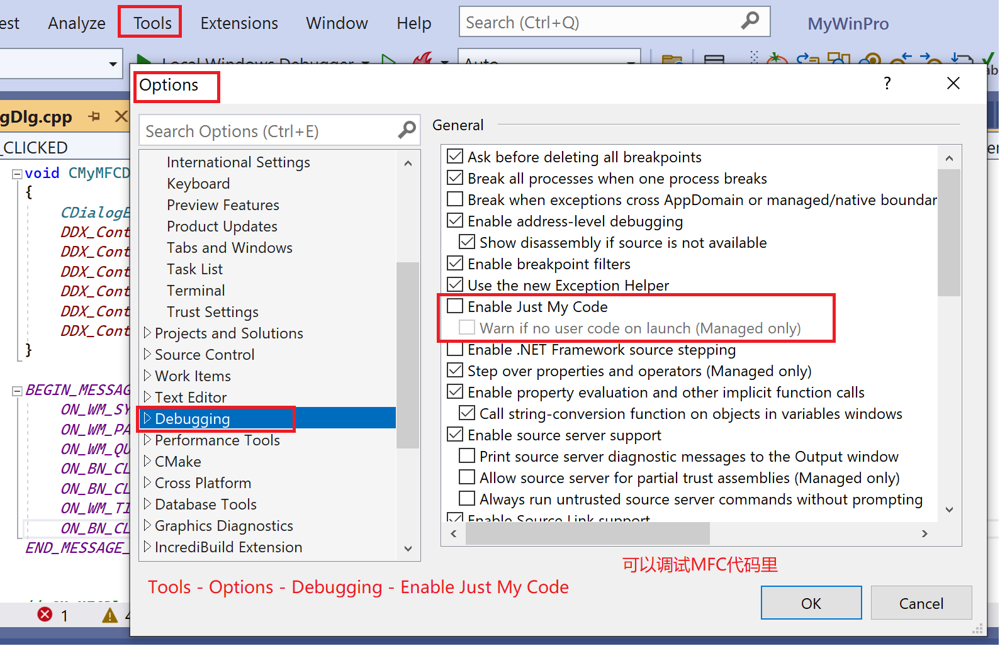 est Analyze Tools Extensions Window Help Search (Ctrl+Q) MyWinPro
Local Windows Debugger Auto
Options ?
gDlg.cpp
_CLICKED
void CMyMFCD
{
CDialogE
DDX_Cont
DDX_Cont
DDX_Cont
DDX_Cont
DDX_Cont
DDX_Cont
}
BEGIN_MESSAG
ON_WM_SY
ON_WM_PA
ON_WM_QU
ON_BN_CL
ON_BN_CL
ON_WM_TI
ON_BN_CL
END_MESSAGE_
1 4
Search Options (Ctrl+E)
International Settings
Keyboard
Preview Features
Product Updates
Tabs and Windows
Task List
Terminal
Trust Settings
Projects and Solutions
Source Control
Work Items
Text Editor
Debugging
Performance Tools
CMake
Cross Platform
Database Tools
Graphics Diagnostics
IncrediBuild Extension
General
Ask before deleting all breakpoints
Break all processes when one process breaks
Break when exceptions cross AppDomain or managed/native boundar
Enable address-level debugging
Show disassembly if source is not available
Enable breakpoint filters
Use the new Exception Helper
Enable Just My Code
Warn if no user code on launch (Managed only)
Enable .NET Framework source stepping
Step over properties and operators (Managed only)
Enable property evaluation and other implicit function calls
Call string-conversion function on objects in variables windows
Enable source server support
Print source server diagnostic messages to the Output window
Allow source server for partial trust assemblies (Managed only)
Always run untrusted source server commands without prompting
Enable Source Link support
可以调试MFC代码里
Tools - Options - Debugging - Enable Just My Code
OK Cancel